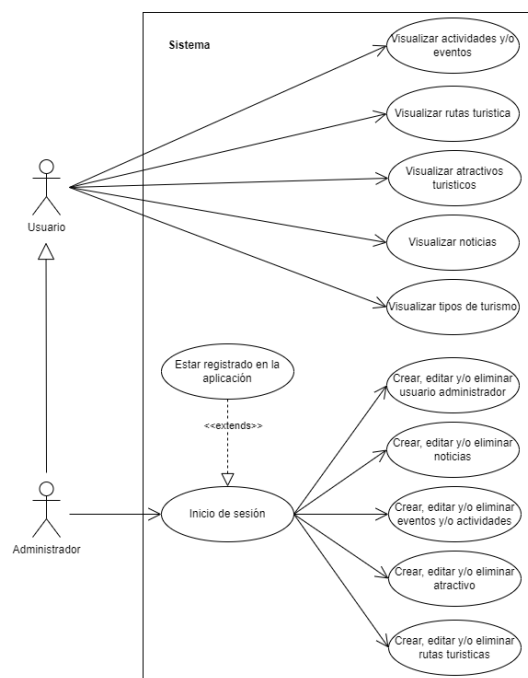 Sistema
Visualizar actividades y/o
eventos
Visualizar rutas turistica
Visualizar atractivos
turisticos
Usuario
Visualizar noticias
Visualizar tipos de turismo
Estar registrado en la
aplicación
Crear, editar y/o eliminar
usuario administrador
<<extends>>
Crear, editar y/o eliminar
noticias
Inicio de sesión
Crear, editar y/o eliminar
eventos y/o actividades
Administrador
Crear, editar y/o eliminar
atractivo
Crear, editar y/o eliminar
rutas turisticas